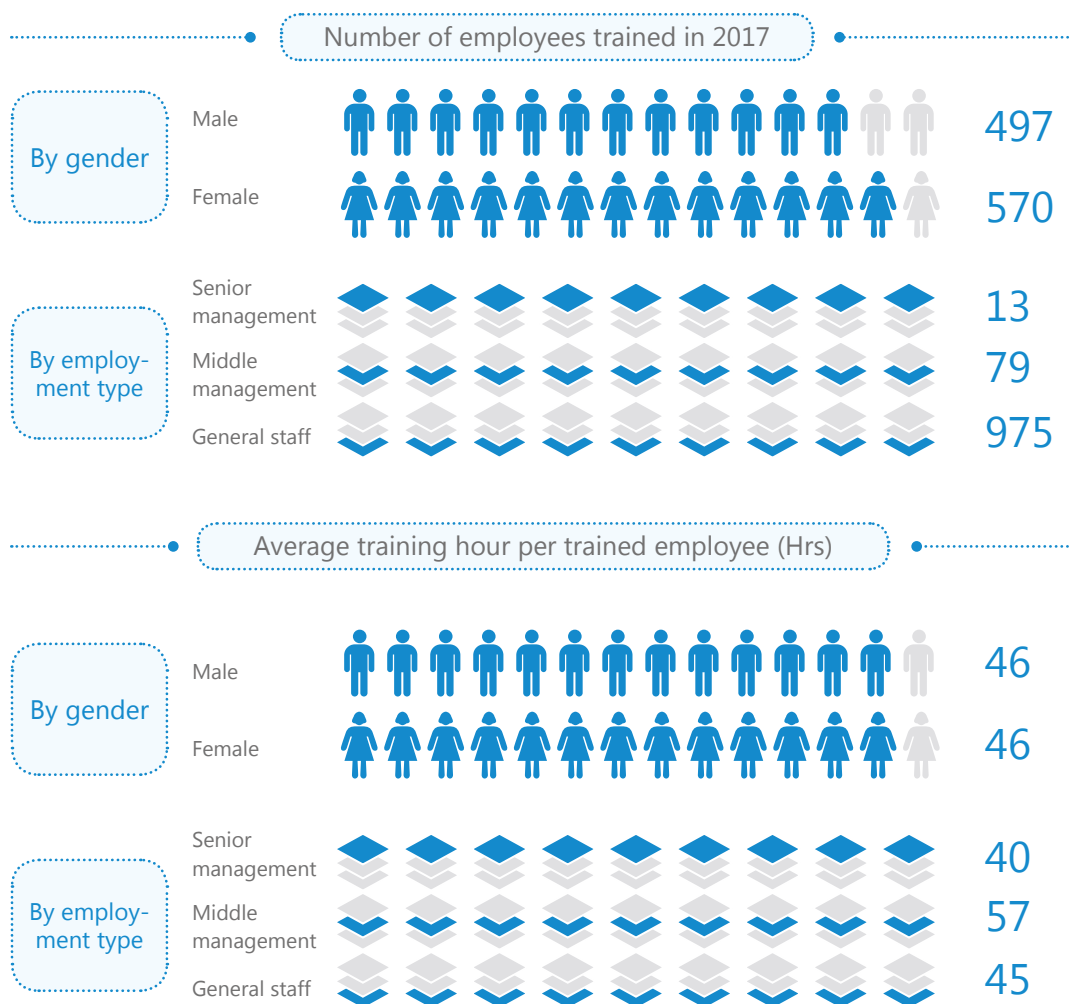 Number of employees trained in 2017
By gender
Male
497
Female
570
By employ-
ment type
Senior
management
13
Middle
management
79
General staff
975
Average training hour per trained employee (Hrs)
By gender
Male
46
Female
46
By employ-
ment type
Senior
management
40
Middle
management
57
General staff
45